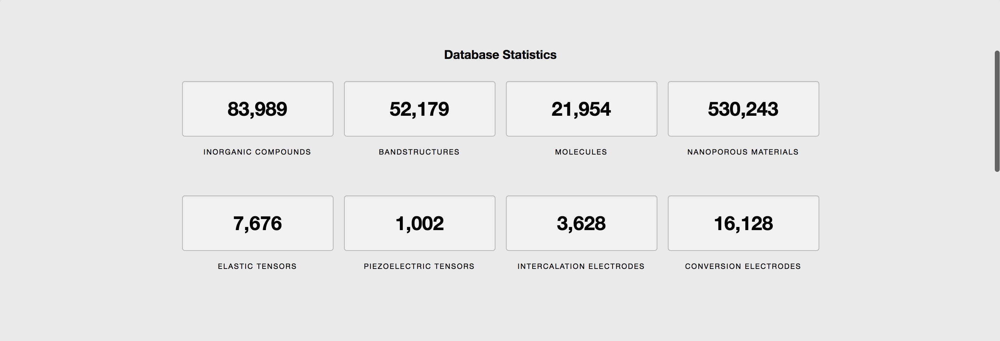 Database Statistics
83,989 52,179 21,954 530,243
INORGANIC COMPOUNDS BANDSTRUCTURES MOLECULES NANOPOROUS MATERIALS
7,676 1,002 3,628 16,128
ELASTIC TENSORS PIEZOELECTRIC TENSORS INTERCALATION ELECTRODES CONVERSION ELECTRODES